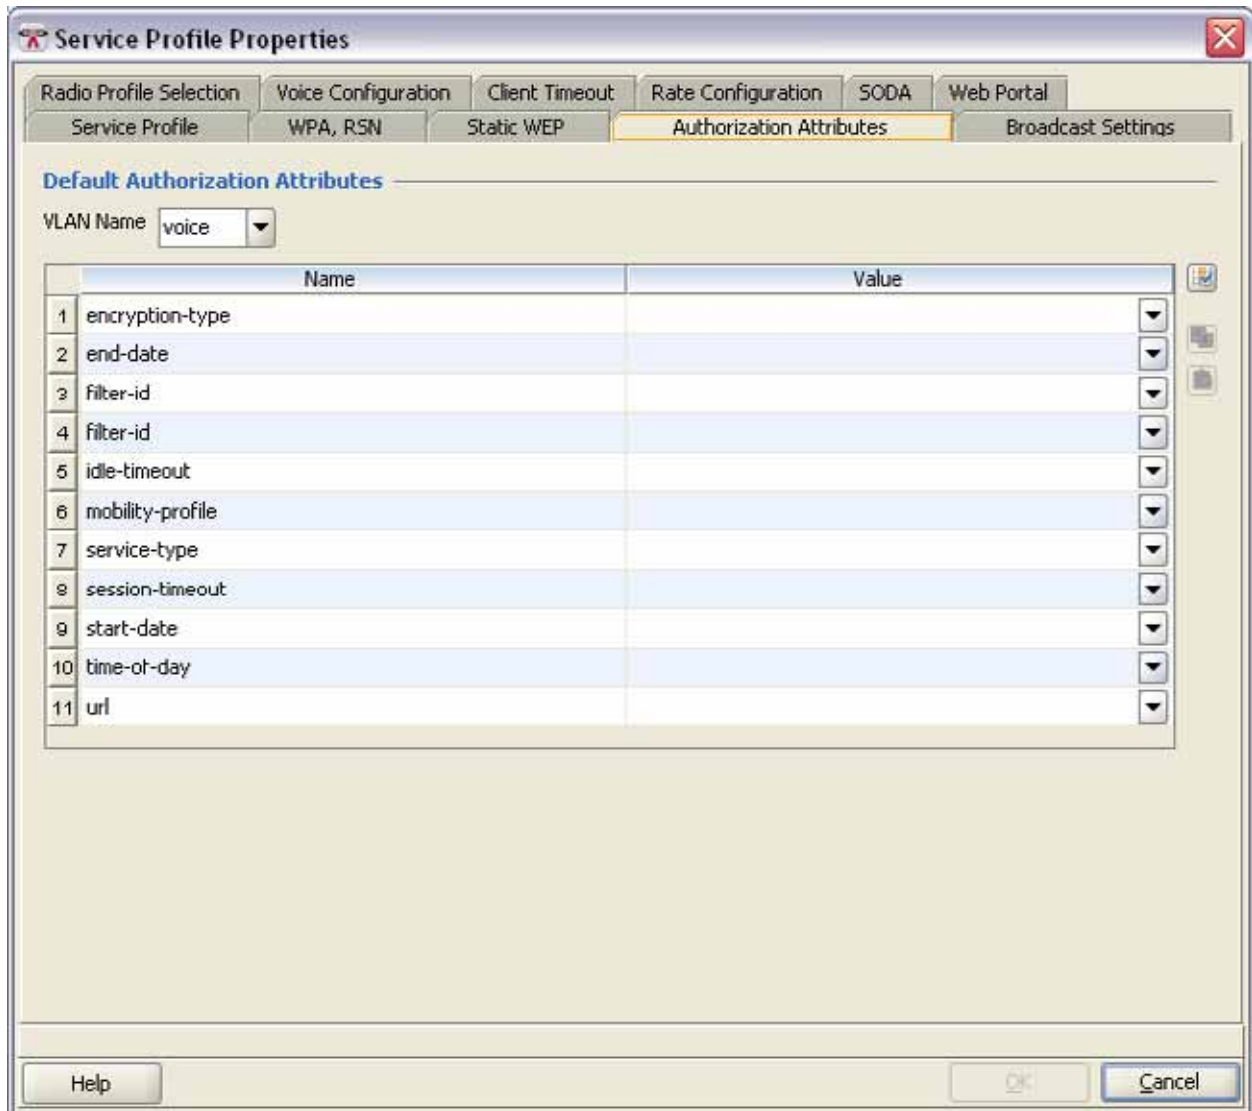 Service Profile Properties
Radio Profile Selection Voice Configuration Client Timeout Rate Configuration SODA Web Portal
Service Profile WPA, RSN Static WEP Authorization Attributes Broadcast Settings
Default Authorization Attributes
VLAN Name voice
Name Value
1 encryption-type
2 end-date
3 filter-id
4 filter-id
5 idle-timeout
6 mobility-profile
7 service-type
8 session-timeout
9 start-date
10 time-of-day
11 url
Help OK Cancel